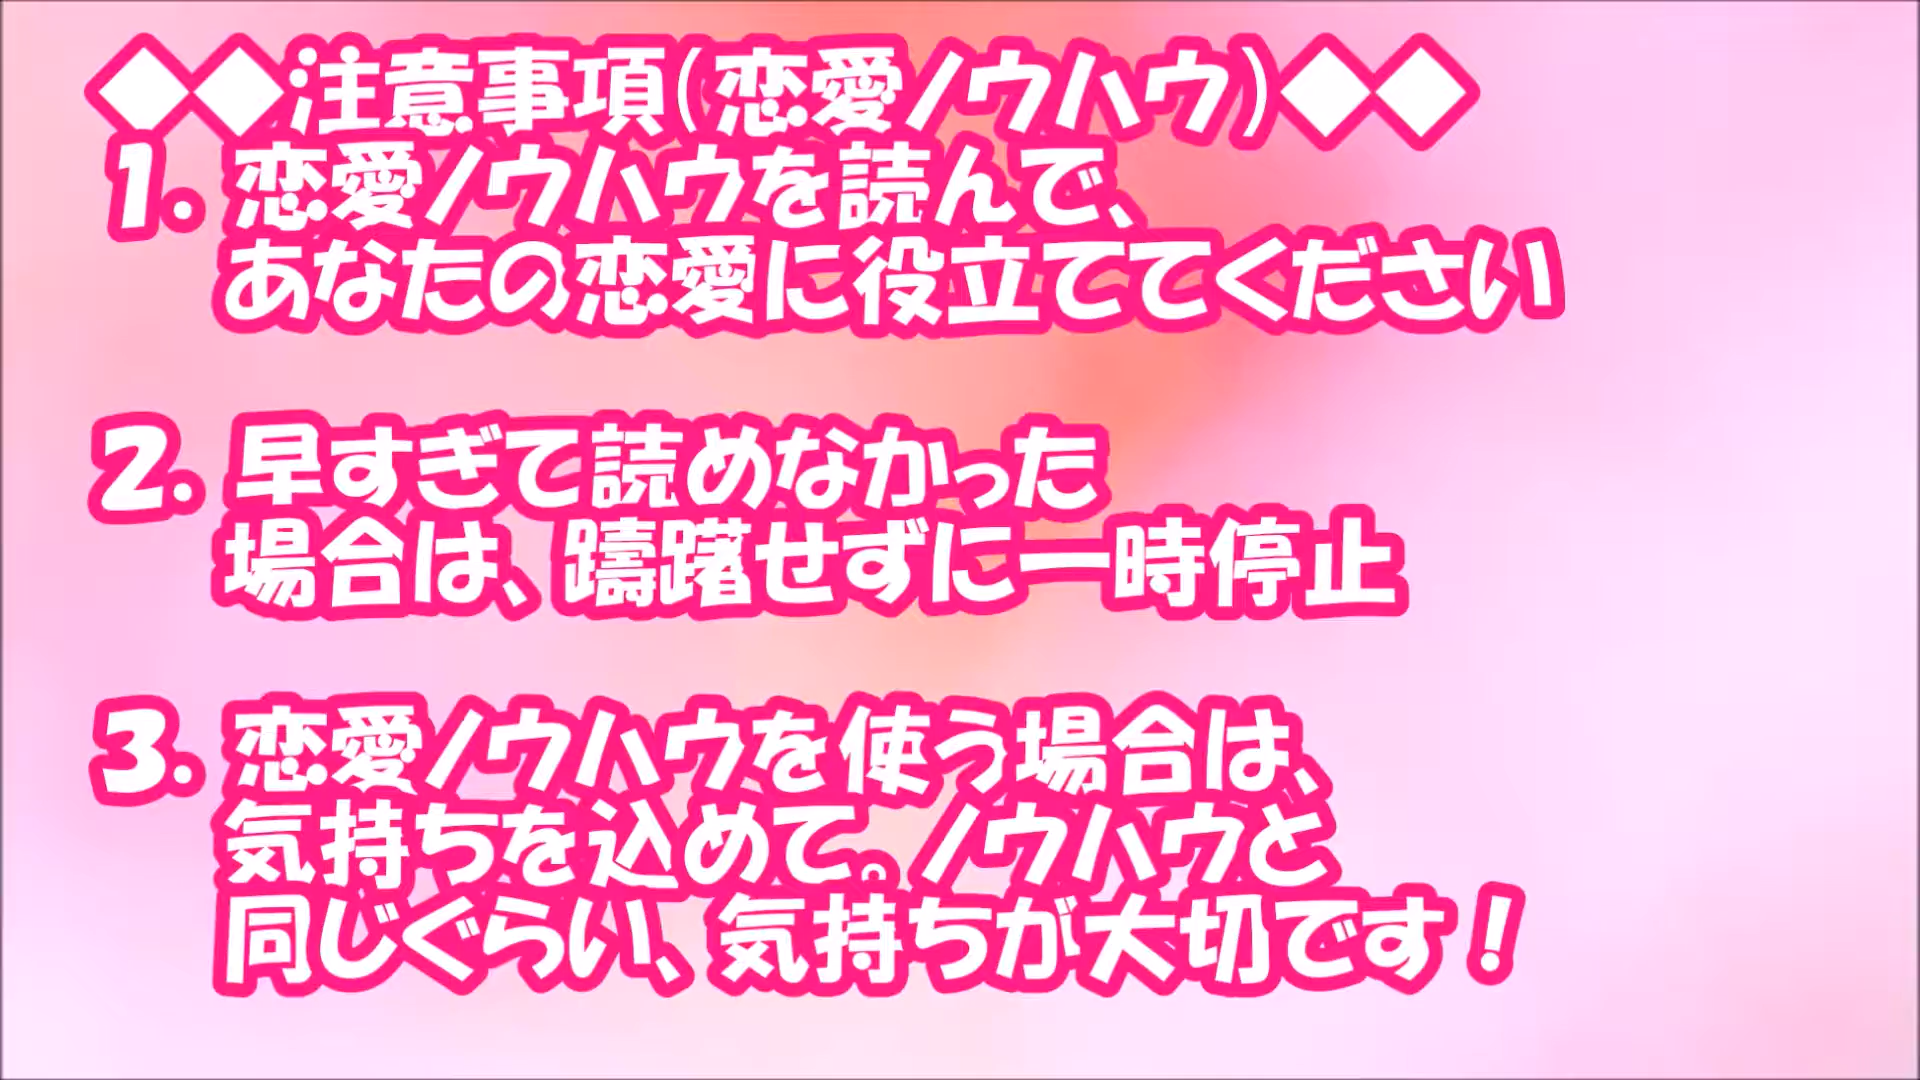 ◆◆注意事項(恋愛ノウハウ)◆◆
1. 恋愛ノウハウを読んで、
あなたの恋愛に役立ててください
2. 早すぎて読めなかった
場合は、躊躇せずに一時停止
3. 恋愛ノウハウを使う場合は、
気持ちを込めて。ノウハウと
同じぐらい、気持ちが大切です！